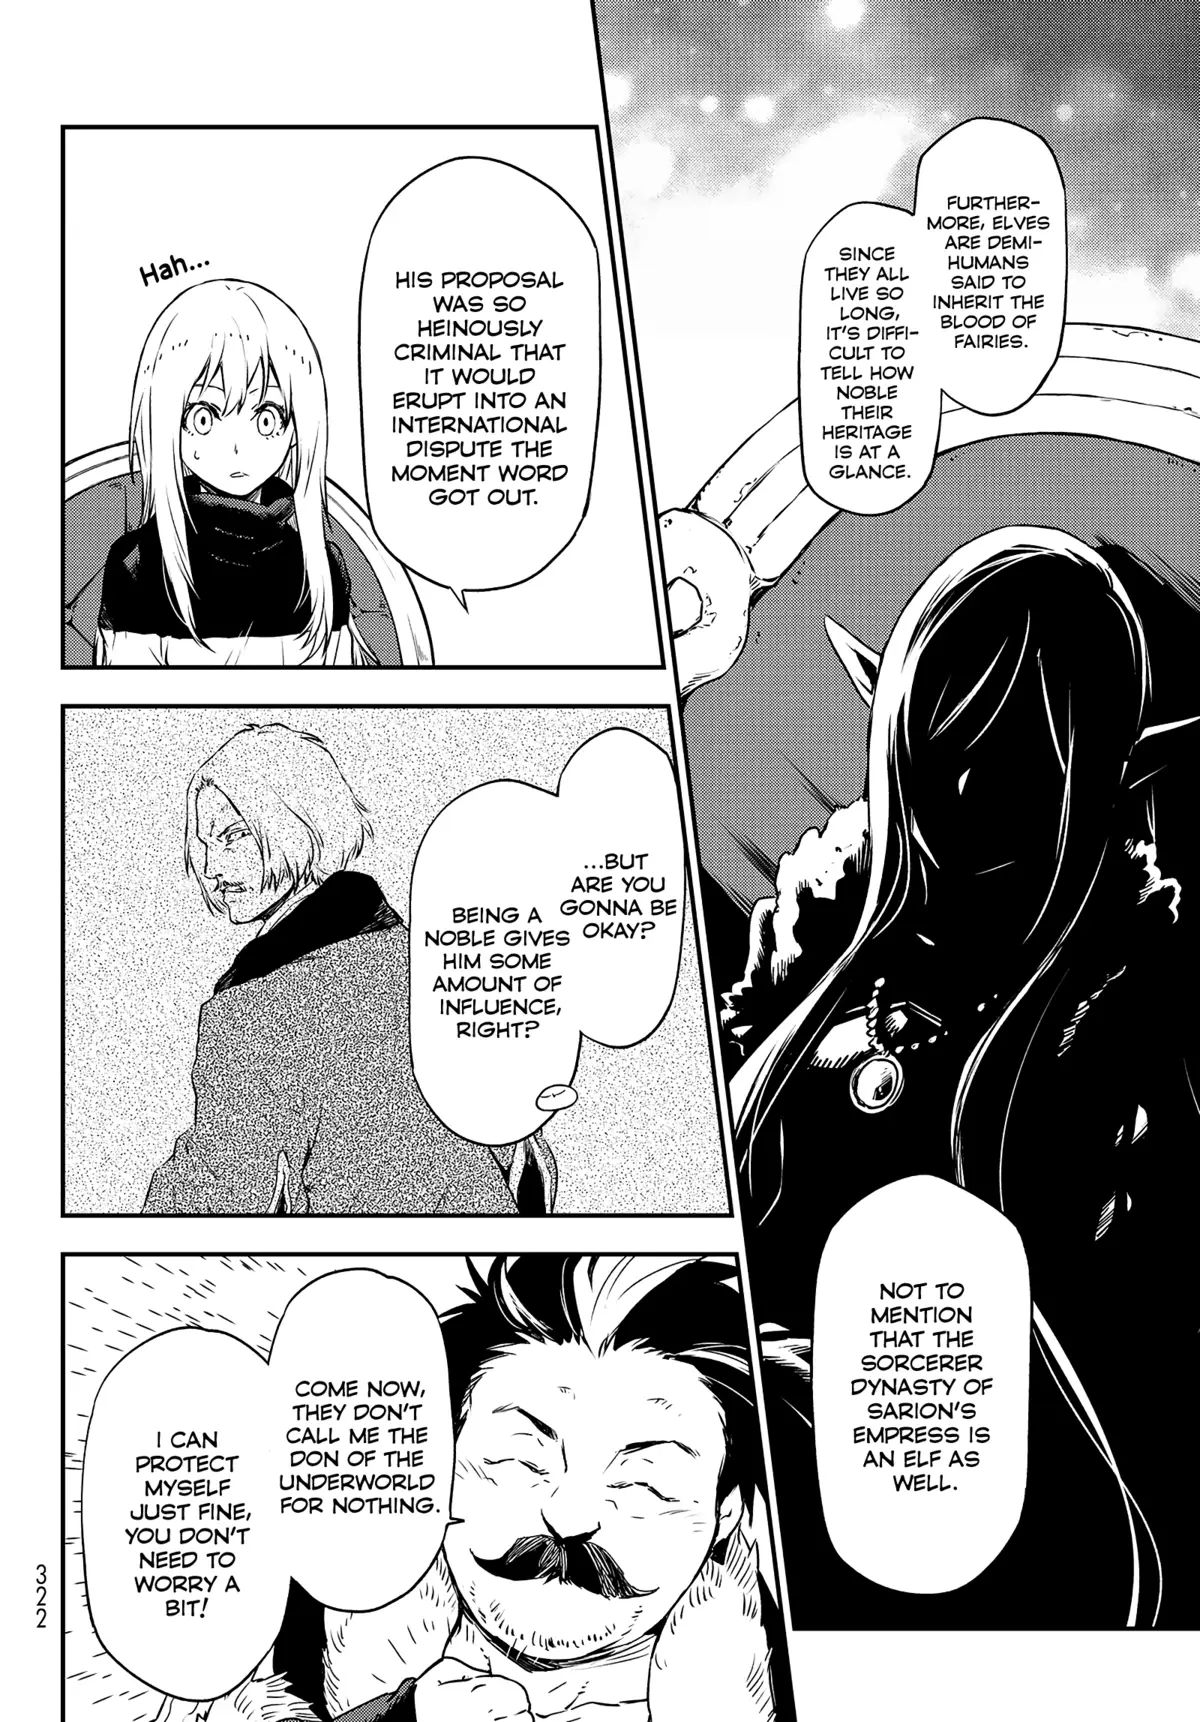 FURTHER-
MORE, ELVES
ARE DEMI-
HUMANS
SAID TO
INHERIT THE
BLOOD OF
FAIRIES.
SINCE
THEY ALL
LIVE SO
LONG,
IT'S DIFFI-
CULT TO
TELL HOW
NOBLE
THEIR
HERITAGE
IS AT A
GLANCE.
NOT TO
MENTION
THAT THE
SORCERER
DYNASTY OF
SARION'S
EMPRESS IS
AN ELF AS
WELL.
HIS PROPOSAL
WAS SO
HEINOUSLY
CRIMINAL THAT
IT WOULD
ERUPT INTO AN
INTERNATIONAL
DISPUTE THE
MOMENT WORD
GOT OUT.
Hah...
...BUT
ARE YOU
GONNA BE
OKAY?
BEING A
NOBLE GIVES
HIM SOME
AMOUNT OF
INFLUENCE,
RIGHT?
COME NOW,
THEY DON'T
CALL ME THE
DON OF THE
UNDERWORLD
FOR NOTHING.
I CAN
PROTECT
MYSELF
JUST FINE,
YOU DON'T
NEED TO
WORRY A
BIT!
322